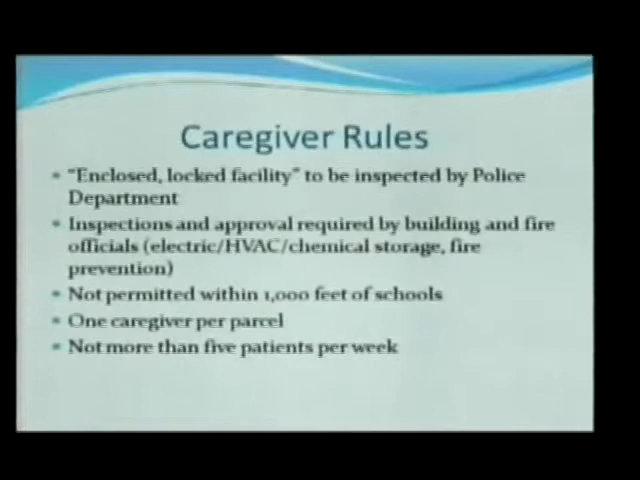 Caregiver Rules
"Enclosed, locked facility" to be inspected by Police
Department
Inspections and approval required by building and fire
officials (electric/HVAC/chemical storage, fire
prevention)
Not permitted within 1,000 feet of schools
One caregiver per parcel
Not more than five patients per week